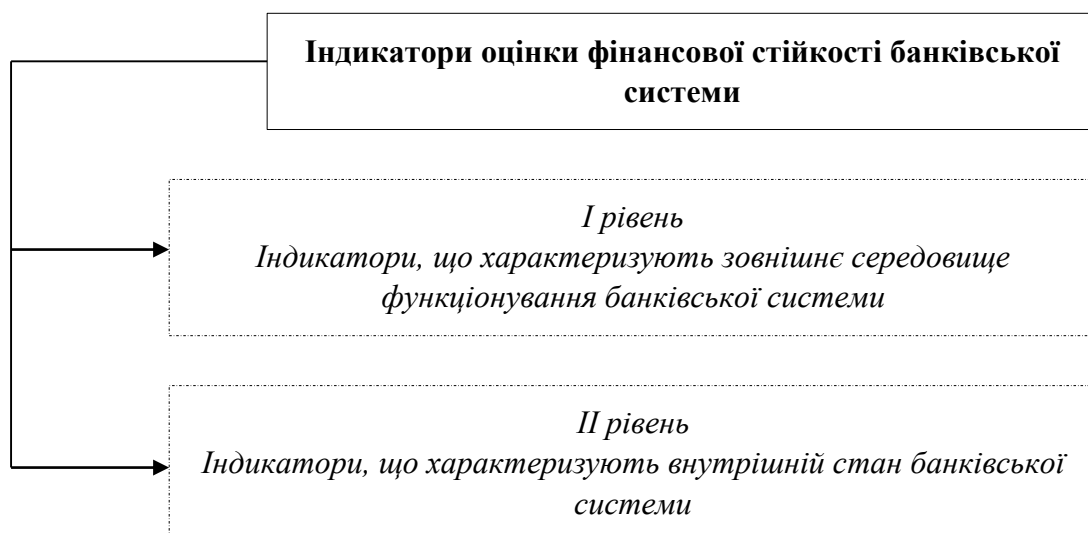 Індикатори оцінки фінансової стійкості банківської
системи
І рівень
Індикатори, що характеризують зовнішнє середовище
функціонування банківської системи
ІІ рівень
Індикатори, що характеризують внутрішній стан банківської
системи